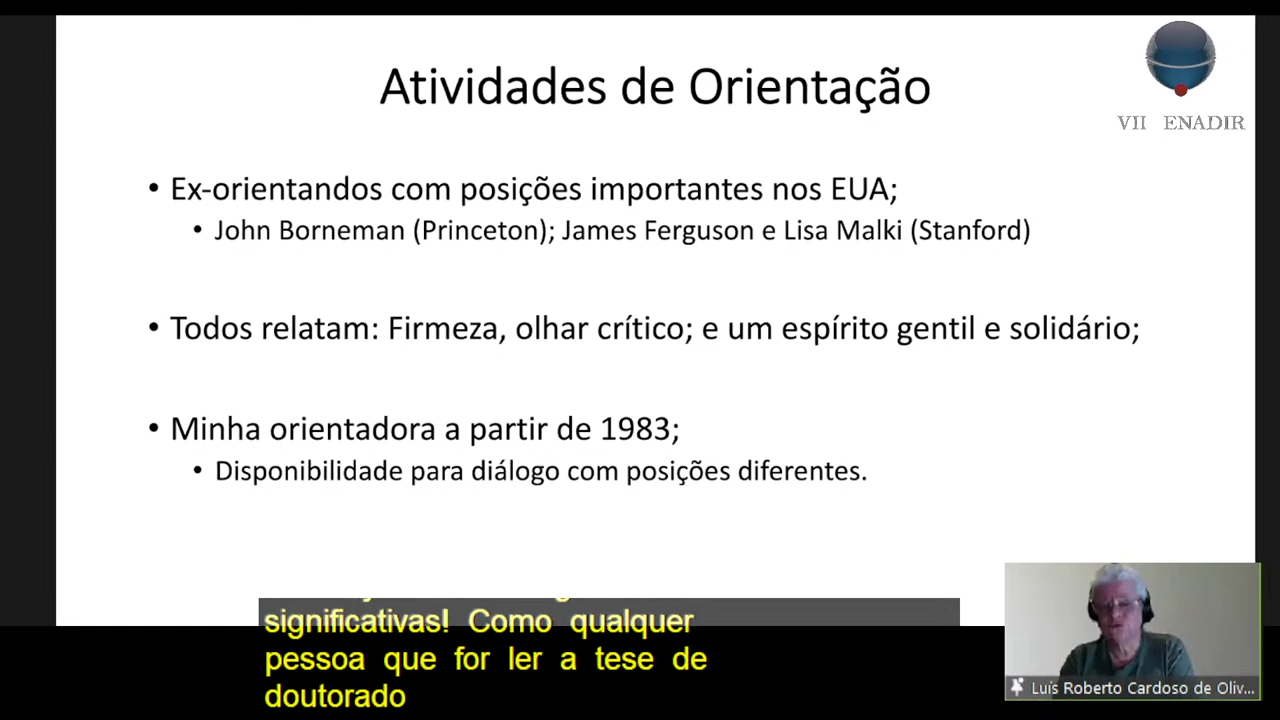 Atividades de Orientação
VII ENADIR
• Ex-orientandos com posições importantes nos EUA;
• John Borneman (Princeton); James Ferguson e Lisa Malki (Stanford)
• Todos relatam: Firmeza, olhar crítico; e um espírito gentil e solidário;
• Minha orientadora a partir de 1983;
• Disponibilidade para diálogo com posições diferentes.
significativas! Como qualquer
pessoa que for ler a tese de
doutorado
Luís Roberto Cardoso de Oliv...